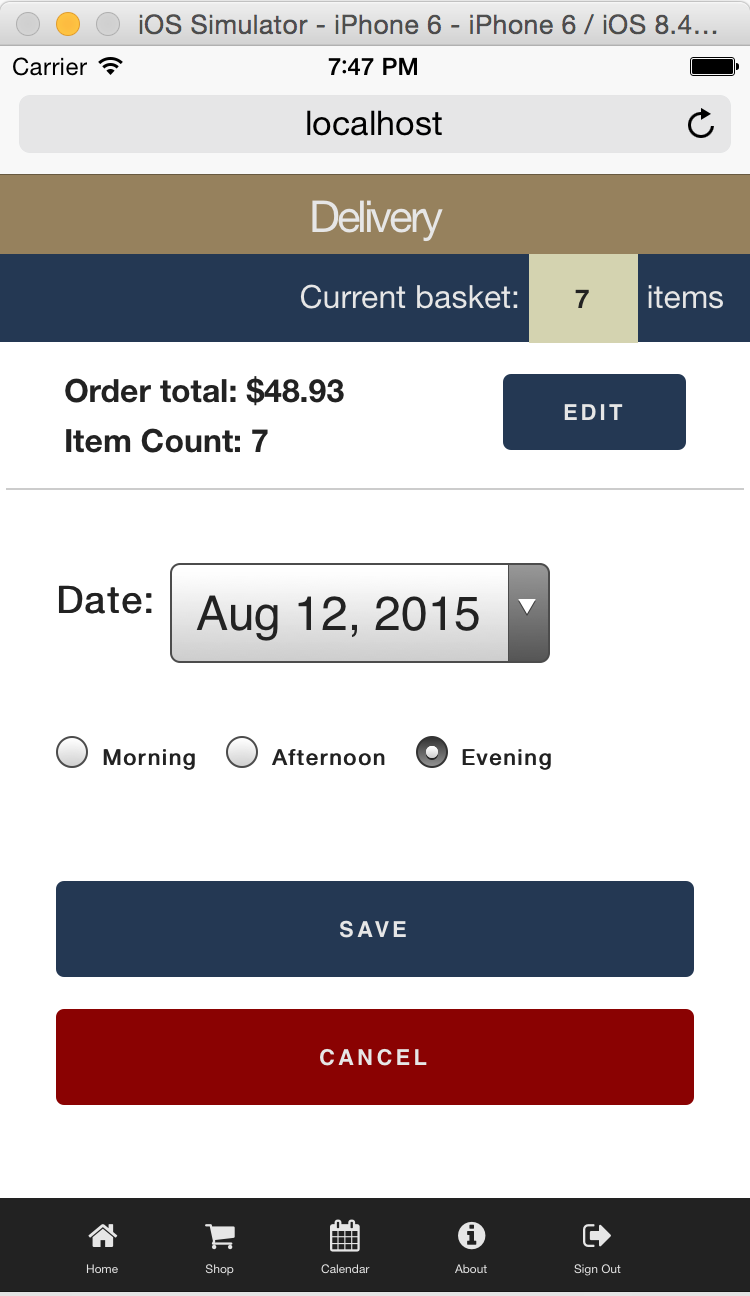 iOS Simulator - iPhone 6 - iPhone 6 / iOS 8.4...
Carrier 7:47 PM
localhost
Delivery
Current basket: 7 items
Order total: $48.93
EDIT
Item Count: 7
Date: Aug 12, 2015
Morning Afternoon Evening
SAVE
CANCEL
Home Shop Calendar About Sign Out